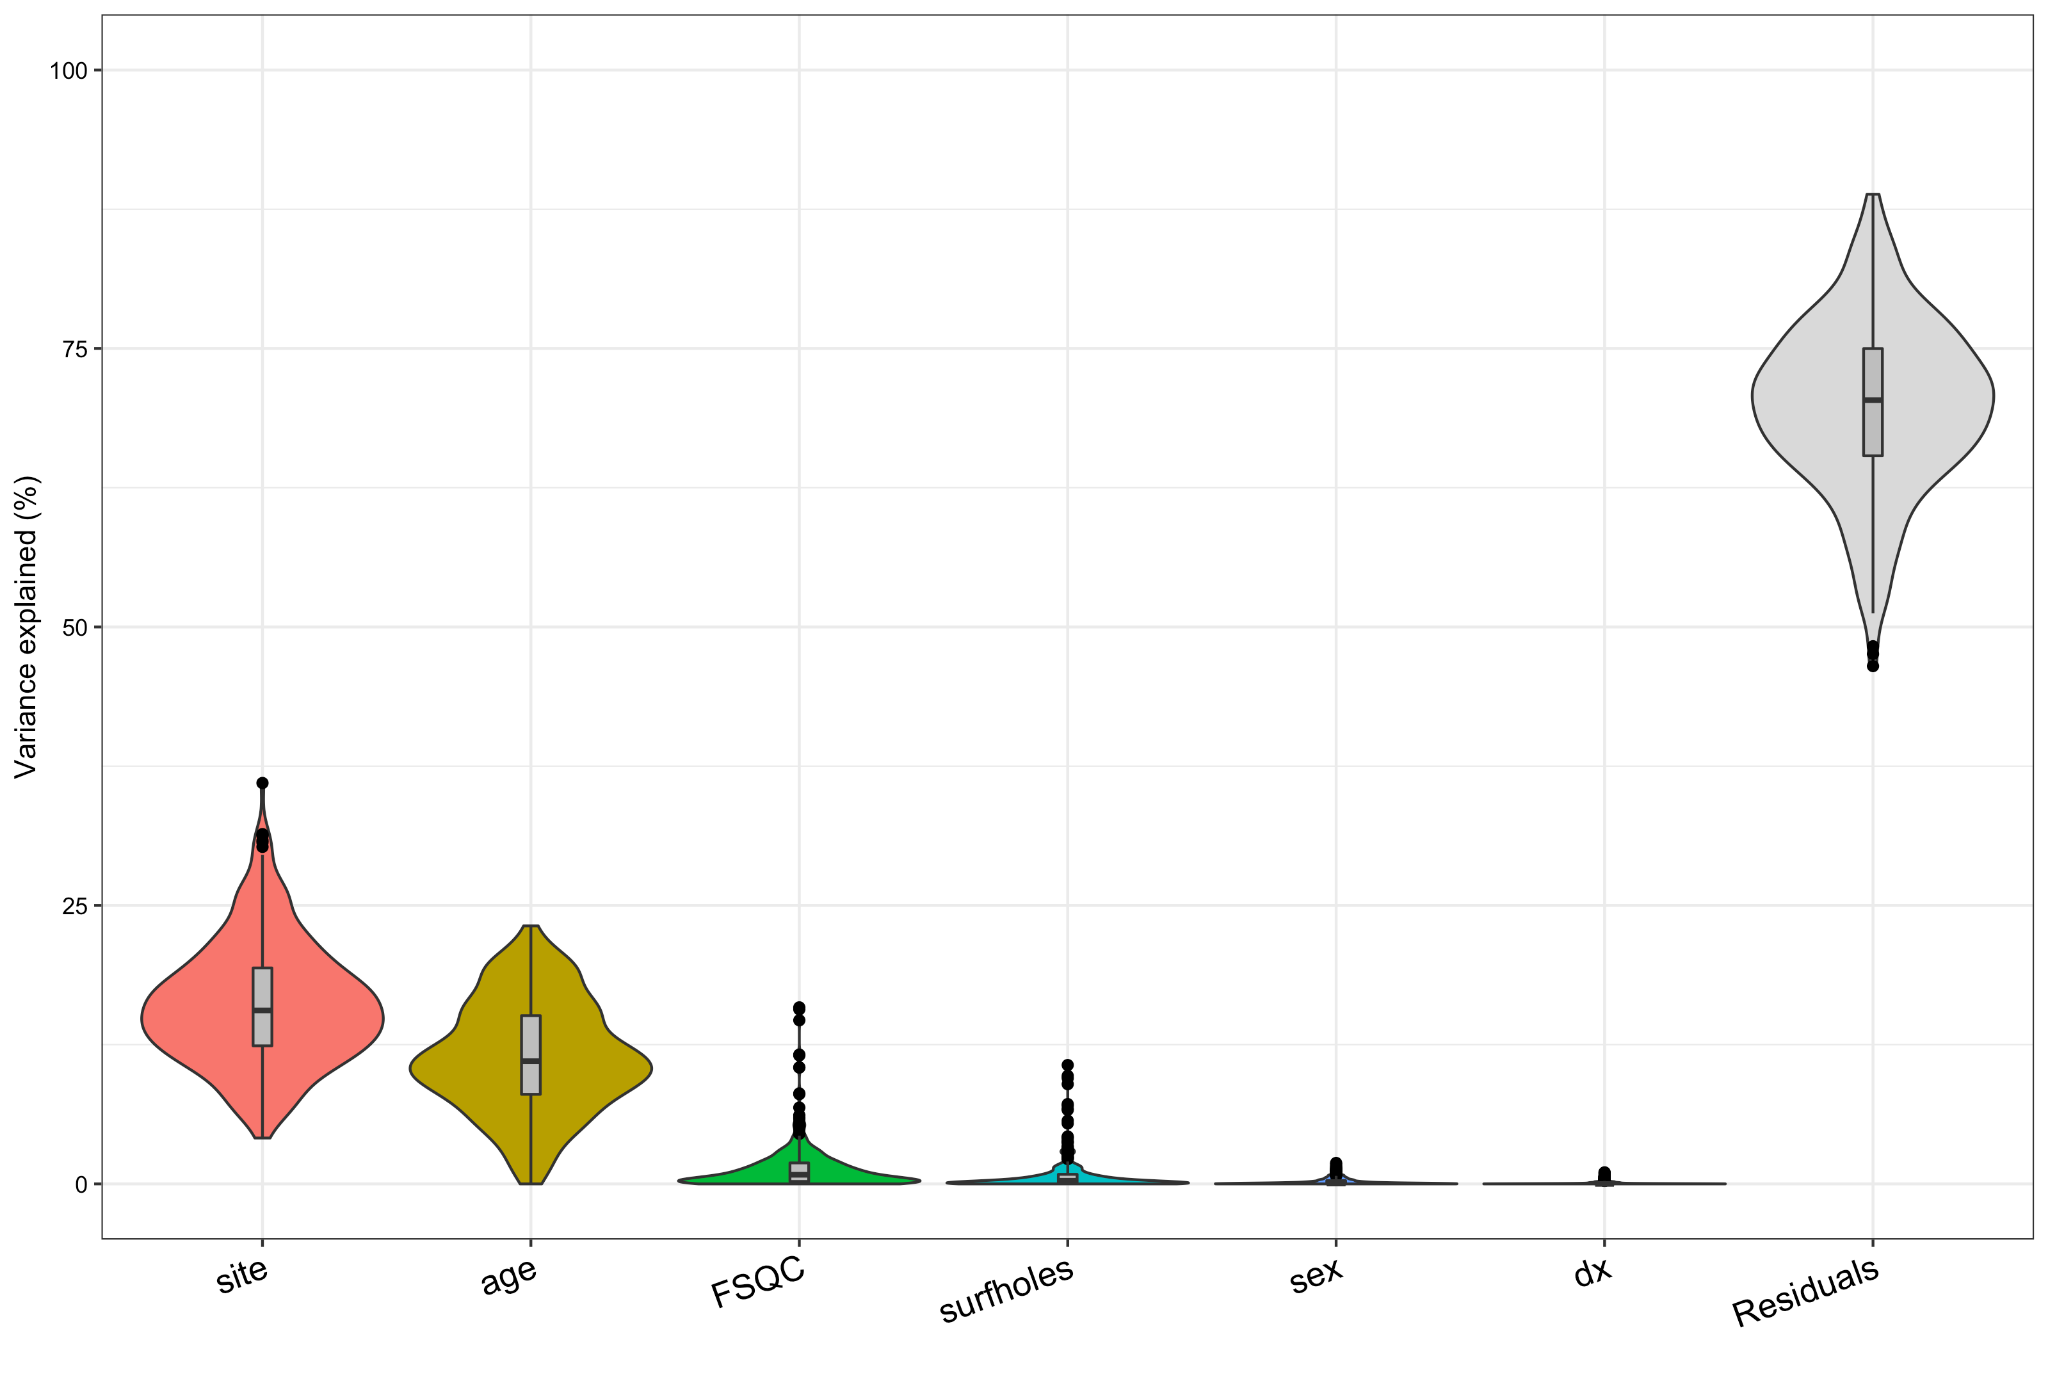 Variance explained (%)
100
75
50
25
0
site
age
FSQC
surfholes
sex
dx
Residuals